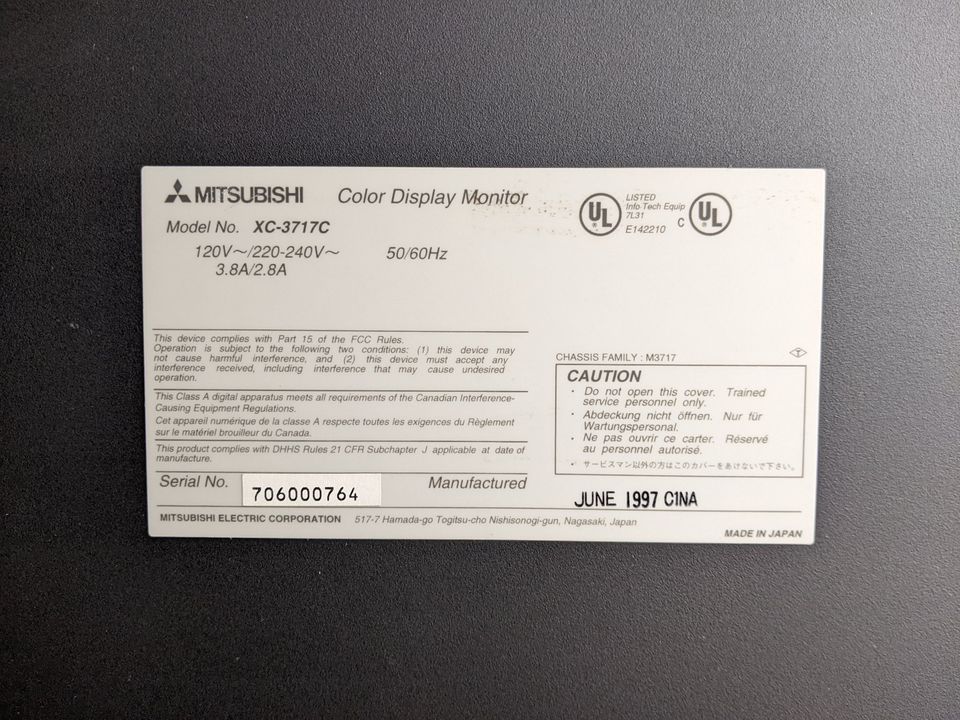 MITSUBISHI Color Display Monitor
Model No. XC-3717C
120V～/220-240V～ 50/60Hz
3.8A/2.8A
UL
LISTED
Info Tech Equip
7L31
E142210
C UL
This device complies with Part 15 of the FCC Rules.
Operation is subject to the following two conditions: (1) this device may
not cause harmful interference, and (2) this device must accept any
interference received, including interference that may cause undesired
operation.
This Class A digital apparatus meets all requirements of the Canadian Interference-
Causing Equipment Regulations.
Cet appareil numérique de la classe A respecte toutes les exigences du Règlement
sur le matériel brouilleur du Canada.
This product complies with DHHS Rules 21 CFR Subchapter J applicable at date of
manufacture.
CHASSIS FAMILY : M3717
CAUTION
· Do not open this cover. Trained
service personnel only.
· Abdeckung nicht öffnen. Nur für
Wartungspersonal.
· Ne pas ouvrir ce carter. Réservé
au personnel autorisé.
· サービスマン以外の方はこのカバーをあけないで下さい。
Serial No. 706000764 Manufactured JUNE 1997 C1NA
MITSUBISHI ELECTRIC CORPORATION 517-7 Hamada-go Togitsu-cho Nishisonogi-gun, Nagasaki, Japan
MADE IN JAPAN